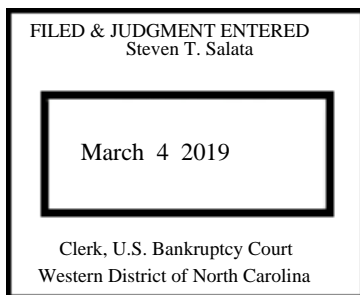 FILED & JUDGMENT ENTERED
Steven T. Salata
March 4 2019
Clerk, U.S. Bankruptcy Court
Western District of North Carolina